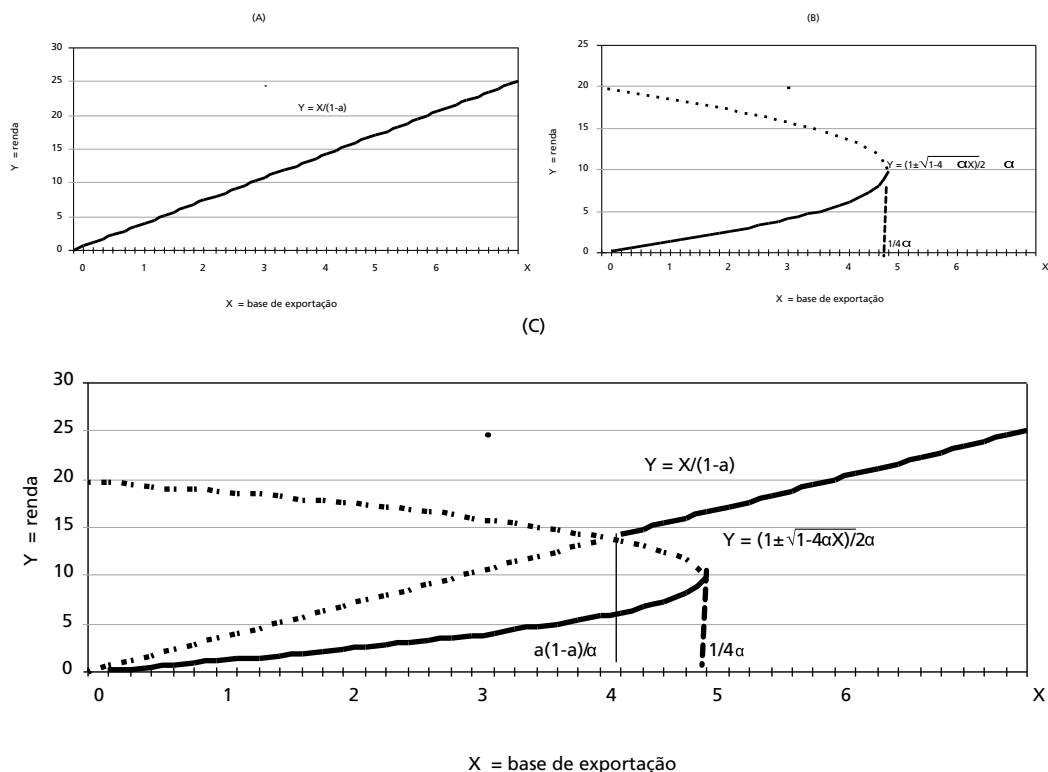 (A)
30
25
20
15
10
5
0
Y = renda
Y = X/(1-a)
0 1 2 3 4 5 6 X
X = base de exportação
(B)
25
20
15
10
5
0
Y = renda
Y = (1±√1-4 αX)/2 α
1/4α
0 1 2 3 4 5 6 X
X = base de exportação
(C)
30
25
20
15
10
5
0
Y = renda
Y = X/(1-a)
Y = (1±√1-4αX)/2α
a(1-a)/α
1/4α
0 1 2 3 4 5 6 X
X = base de exportação